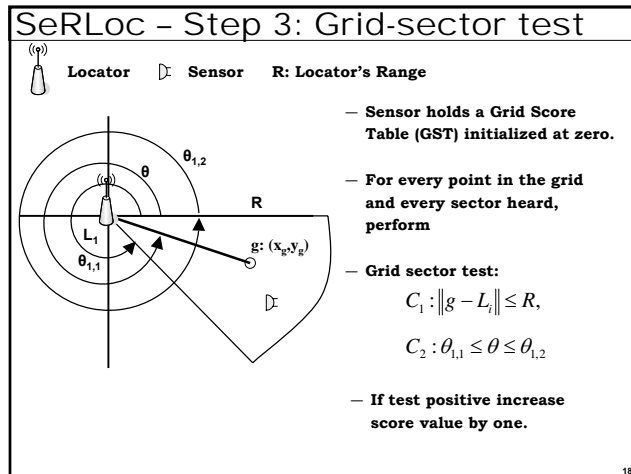 SeRLoc – Step 3: Grid-sector test
Locator Sensor R: Locator's Range
– Sensor holds a Grid Score
Table (GST) initialized at zero.
– For every point in the grid
and every sector heard,
perform
– Grid sector test:
C₁ : ‖g − Lᵢ‖ ≤ R,
C₂ : θ₁,₁ ≤ θ ≤ θ₁,₂
– If test positive increase
score value by one.
θ₁,₂
θ
R
L₁
θ₁,₁
g: (x_g,y_g)
18